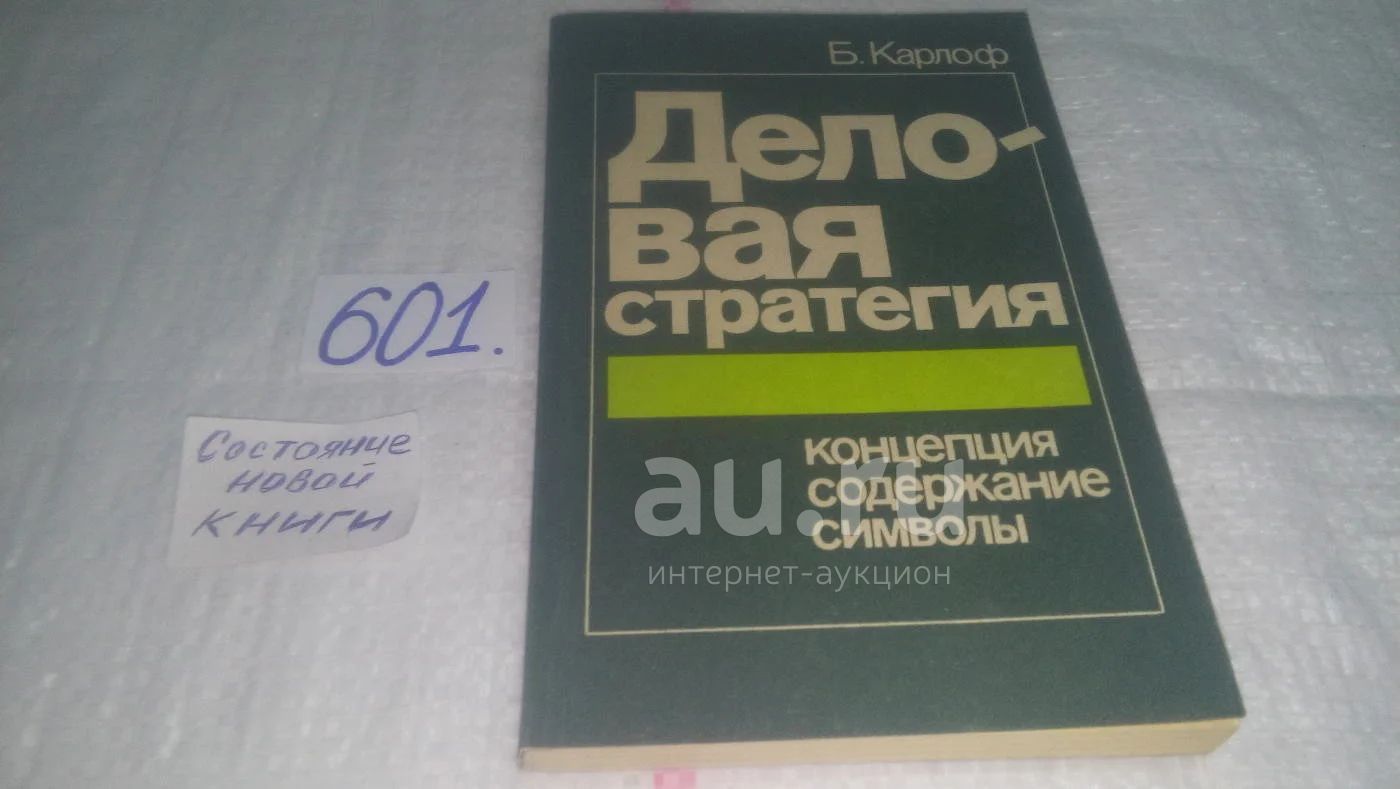 Б. Карлоф
Дело-
вая
стратегия
концепция
содержание
символы
601.
Состояние
новой
книги
au.ru
интернет-аукцион